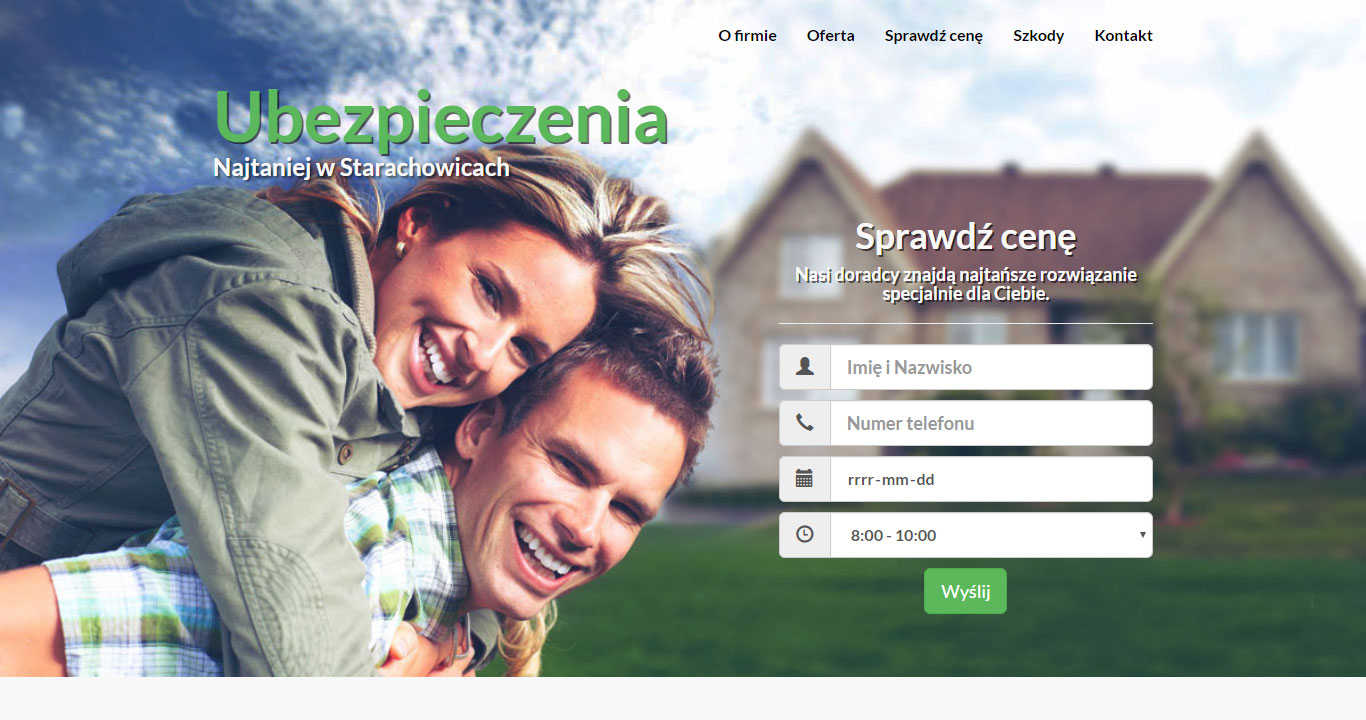 O firmie Oferta Sprawdź cenę Szkody Kontakt
Ubezpieczenia
Najtaniej w Starachowicach
Sprawdź cenę
Nasi doradcy znajdą najtańsze rozwiązanie
specjalnie dla Ciebie.
Imię i Nazwisko
Numer telefonu
rrrr-mm-dd
8:00 - 10:00
Wyślij